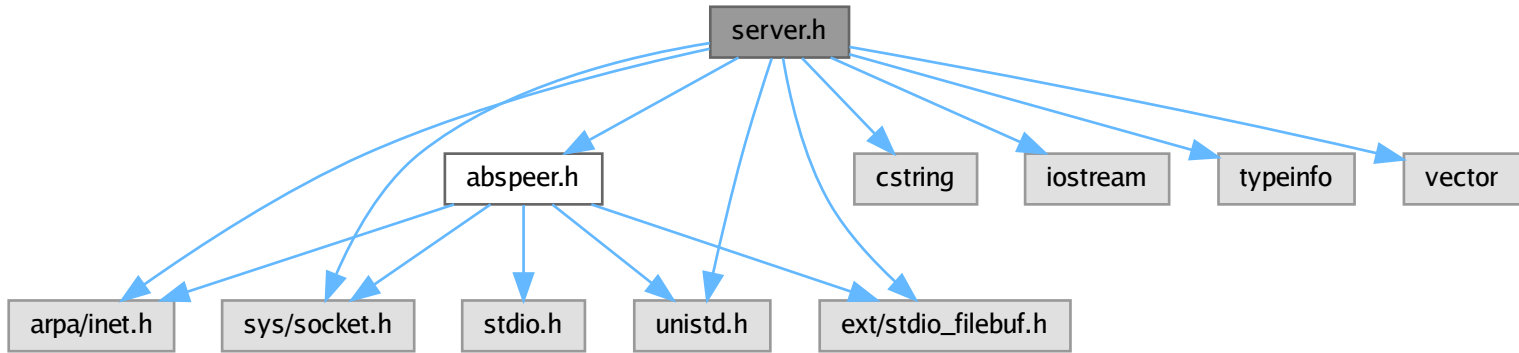 server.h
abspeer.h
cstring
iostream
typeinfo
vector
arpa/inet.h
sys/socket.h
stdio.h
unistd.h
ext/stdio_filebuf.h